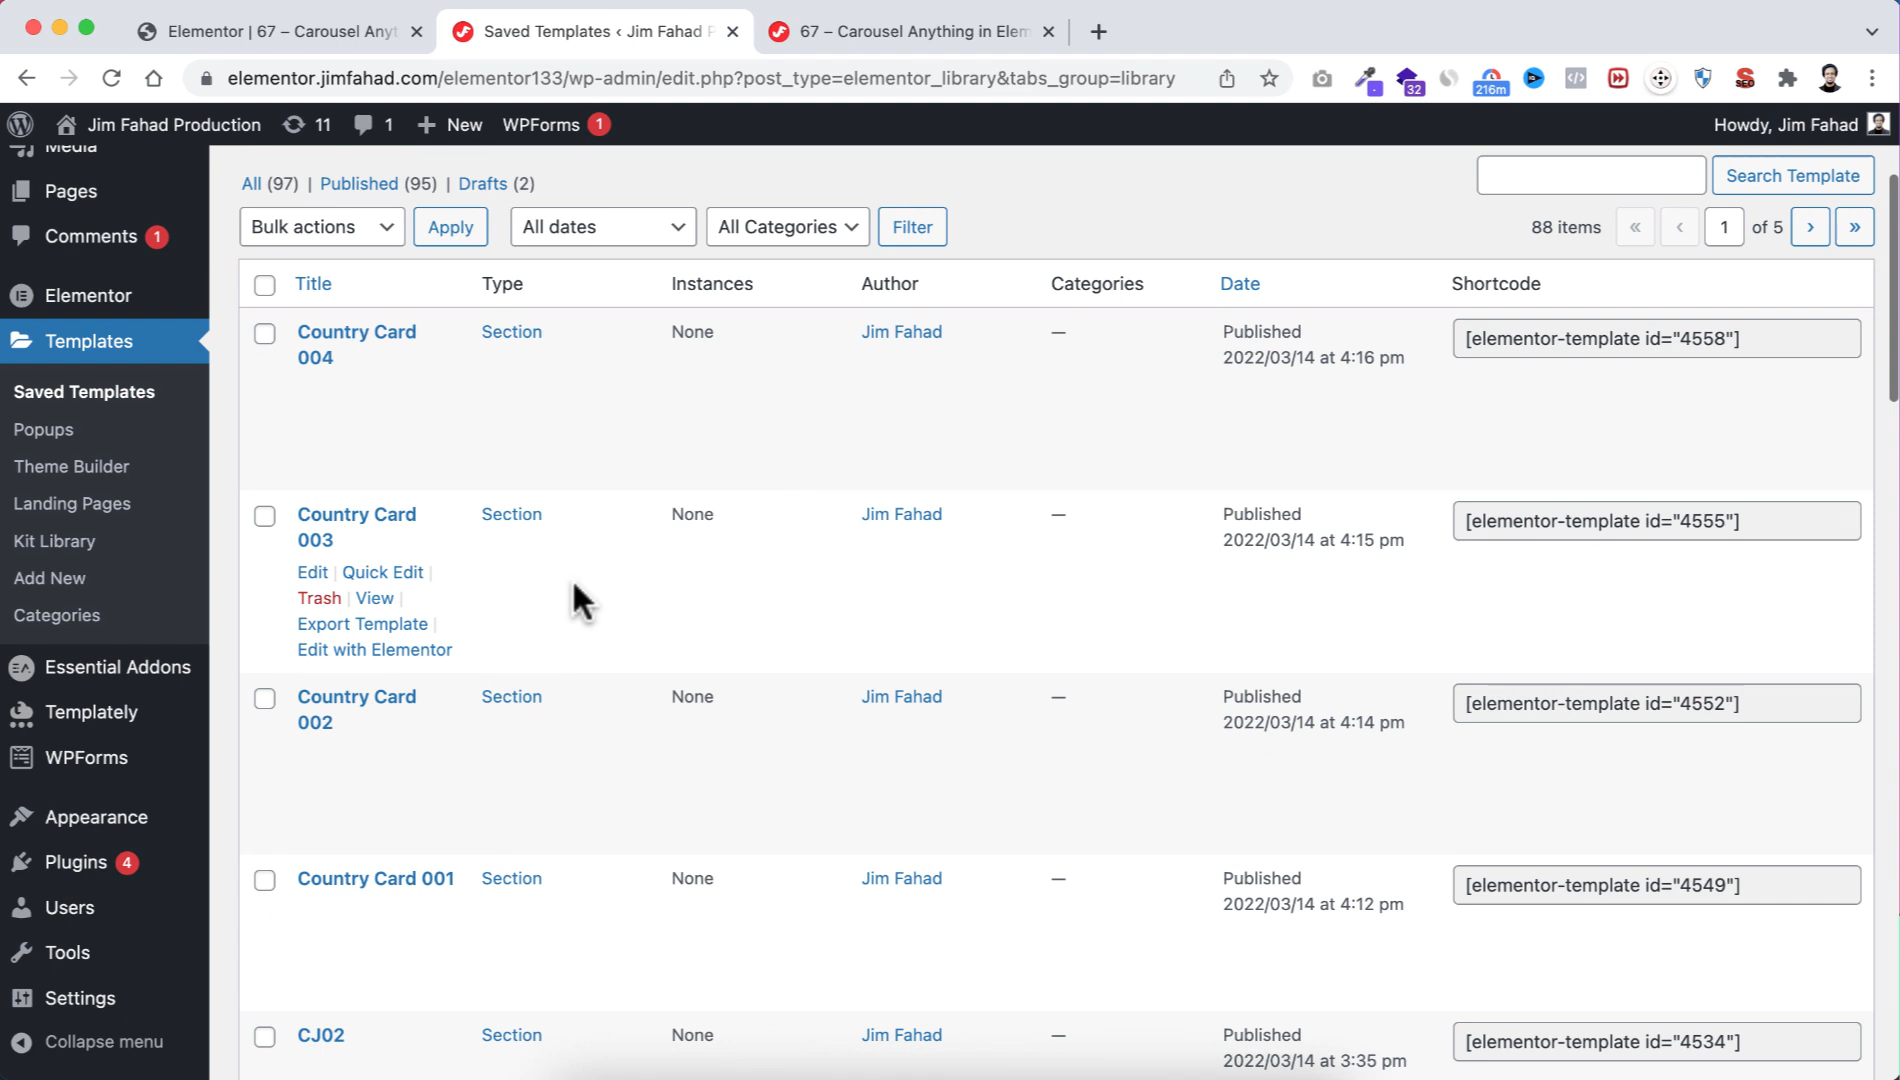 Elementor | 67 – Carousel Anyt
Saved Templates ‹ Jim Fahad P
67 – Carousel Anything in Elem
elementor.jimfahad.com/elementor133/wp-admin/edit.php?post_type=elementor_library&tabs_group=library
32
216m
SEO
Jim Fahad Production
11
1
New
WPForms 1
Howdy, Jim Fahad
Media
Pages
Comments 1
Elementor
Templates
Saved Templates
Popups
Theme Builder
Landing Pages
Kit Library
Add New
Categories
Essential Addons
Templately
WPForms
Appearance
Plugins 4
Users
Tools
Settings
Collapse menu
All (97) | Published (95) | Drafts (2)
Search Template
Bulk actions
Apply
All dates
All Categories
Filter
88 items « ‹ 1 of 5 › »
Title Type Instances Author Categories Date Shortcode
Country Card
004
Section
None
Jim Fahad
—
Published
2022/03/14 at 4:16 pm
[elementor-template id="4558"]
Country Card
003
Edit | Quick Edit |
Trash | View |
Export Template |
Edit with Elementor
Section
None
Jim Fahad
—
Published
2022/03/14 at 4:15 pm
[elementor-template id="4555"]
Country Card
002
Section
None
Jim Fahad
—
Published
2022/03/14 at 4:14 pm
[elementor-template id="4552"]
Country Card 001
Section
None
Jim Fahad
—
Published
2022/03/14 at 4:12 pm
[elementor-template id="4549"]
CJ02
Section
None
Jim Fahad
—
Published
2022/03/14 at 3:35 pm
[elementor-template id="4534"]